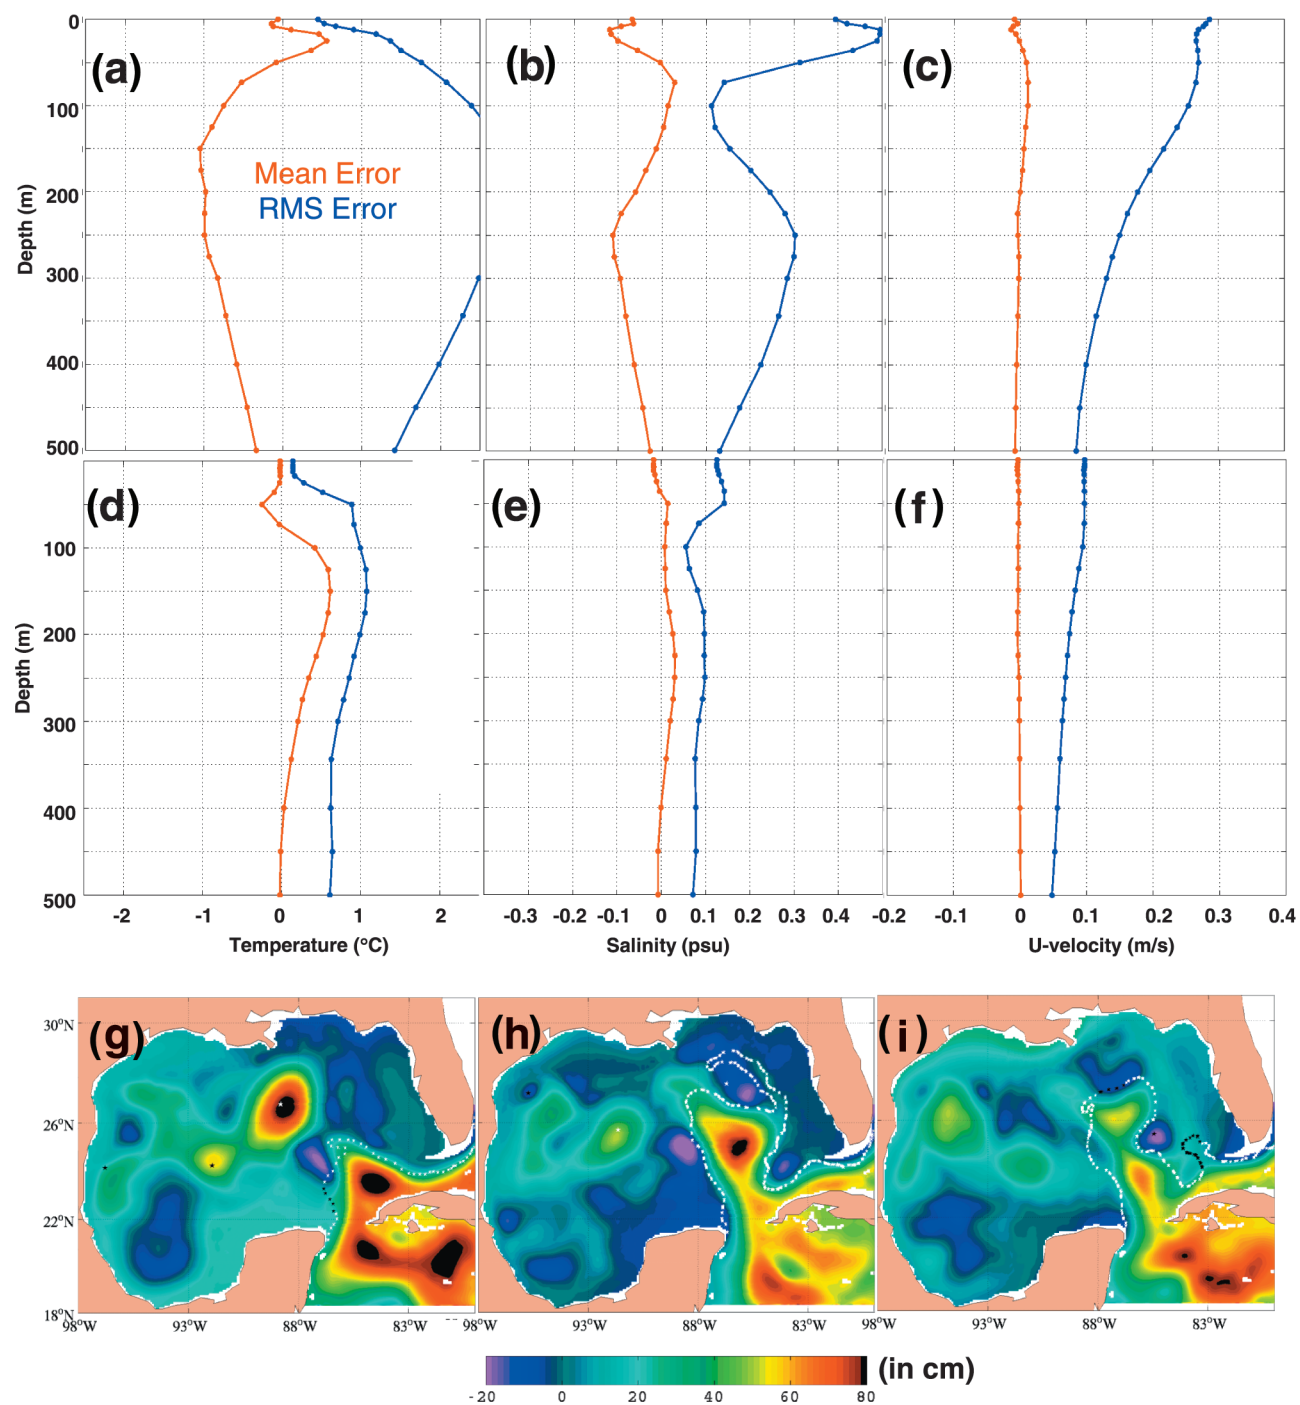 (a)
(b)
(c)
0
100
200
300
400
500
Depth (m)
Mean Error
RMS Error
(d)
(e)
(f)
100
200
300
400
500
Depth (m)
-2 -1 0 1 2
-0.3 -0.2 -0.1 0 0.1 0.2 0.3 0.4
-0.2 -0.1 0 0.1 0.2 0.3 0.4
Temperature (°C)
Salinity (psu)
U-velocity (m/s)
(g)
(h)
(i)
30°N
26°N
22°N
18°N
98°W 93°W 88°W 83°W
98°W 93°W 88°W 83°W
98°W 93°W 88°W 83°W
-20 0 20 40 60 80
(in cm)